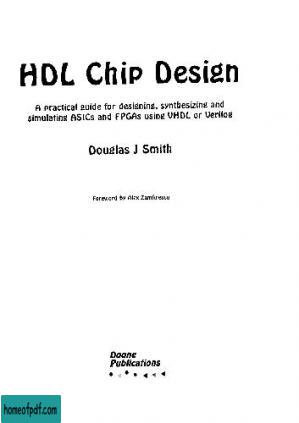 HDL Chip Design
A practical guide for designing, synthesizing and
simulating ASICs and FPGAs using VHDL or Verilog
Douglas J Smith
Foreword by Alex Zamfirescu
Doone
Publications
homeofpdf.com